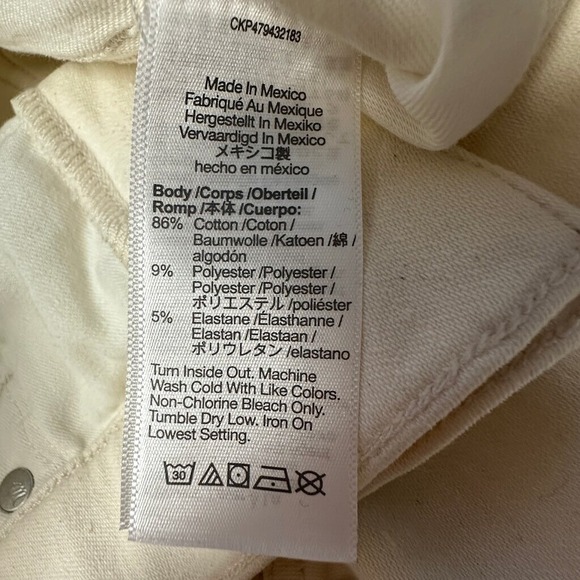 CKP479432183
Made In Mexico
Fabriqué Au Mexique
Hergestellt In Mexiko
Vervaardigd In Mexico
メキシコ製
hecho en méxico
Body /Corps /Oberteil /
Romp /本体 /Cuerpo:
86% Cotton /Coton /
Baumwolle /Katoen /綿 /
algodón
9% Polyester /Polyester /
Polyester /Polyester /
ポリエステル /poliéster
5% Elastane /Élasthanne /
Elastan /Elastaan /
ポリウレタン /elastano
Turn Inside Out. Machine
Wash Cold With Like Colors.
Non-Chlorine Bleach Only.
Tumble Dry Low. Iron On
Lowest Setting.
30